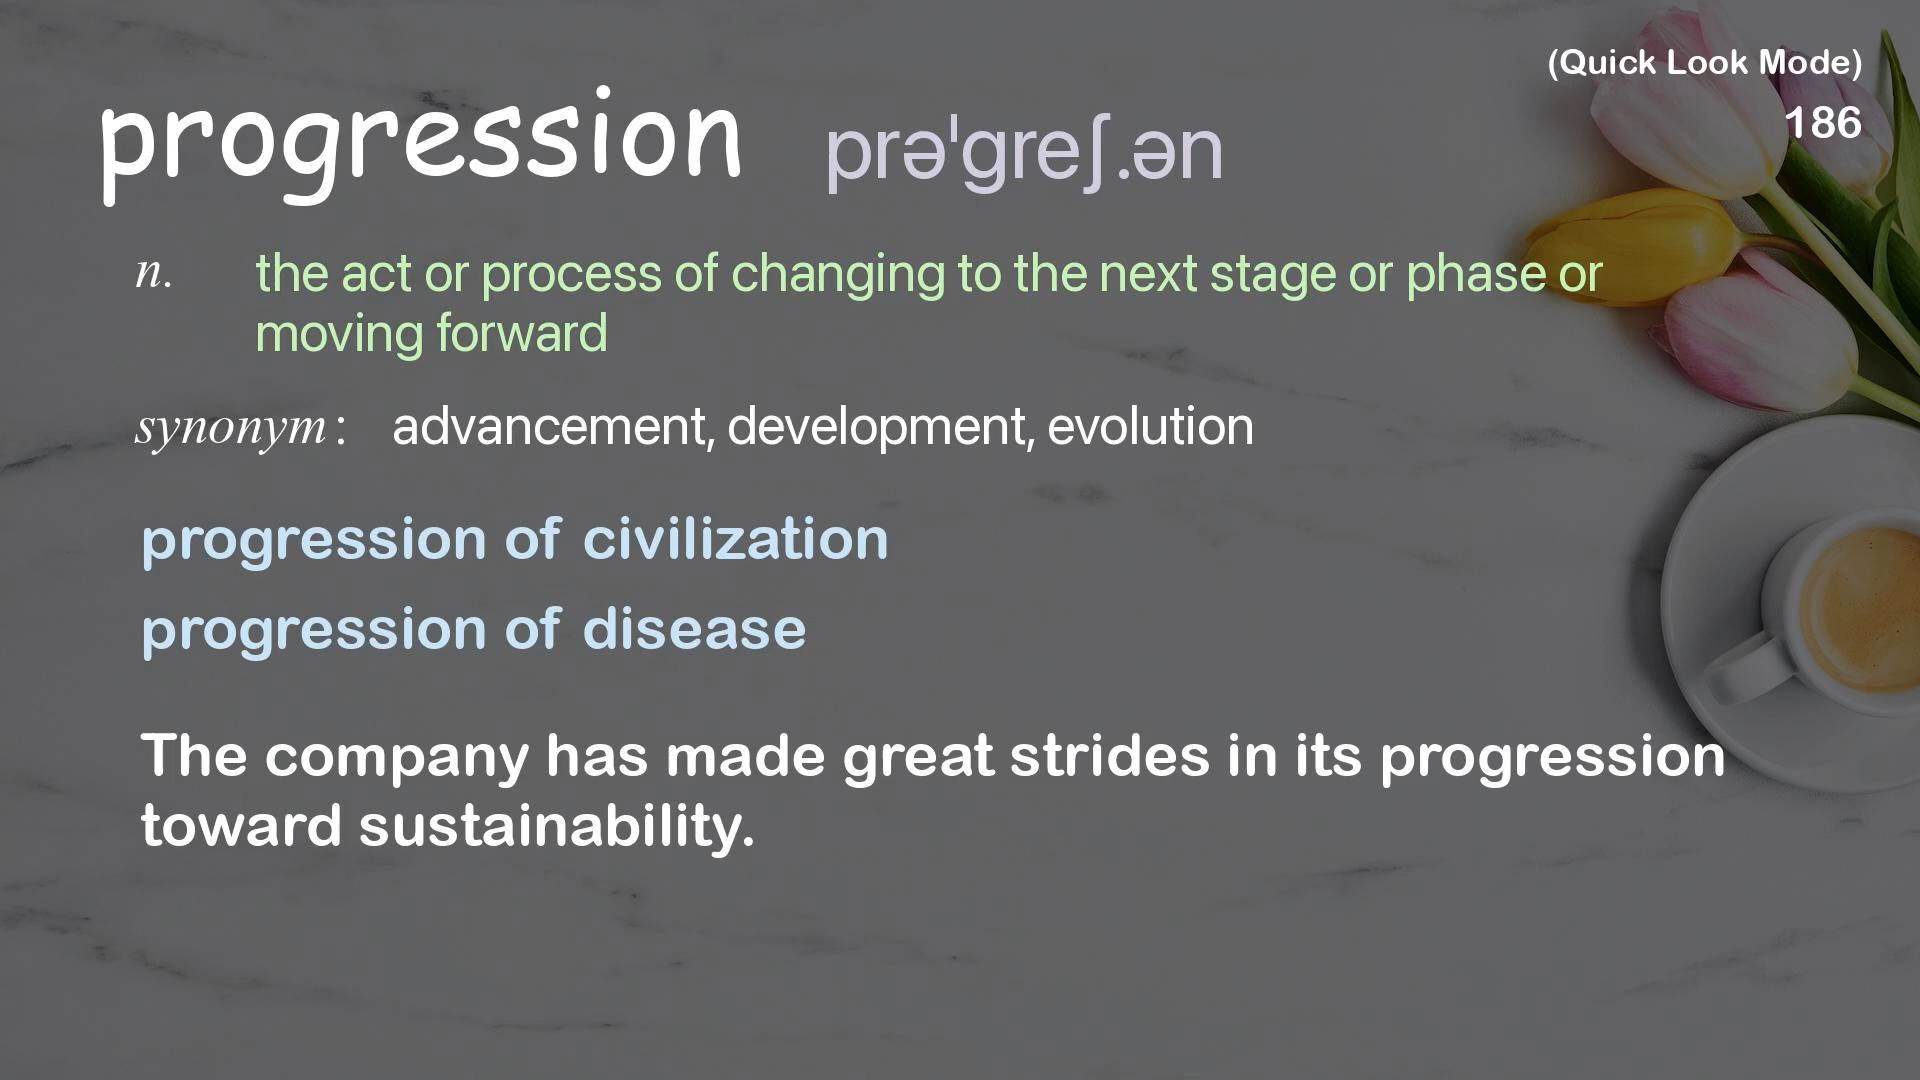 (Quick Look Mode)
186
progression prəˈgreʃ.ən
n. the act or process of changing to the next stage or phase or
moving forward
synonym: advancement, development, evolution
progression of civilization
progression of disease
The company has made great strides in its progression
toward sustainability.